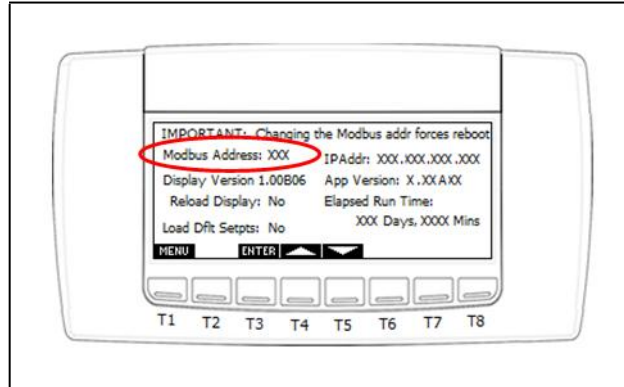 IMPORTANT: Changing the Modbus addr forces reboot
Modbus Address: XXX IPAddr: XXX.XXX.XXX.XXX
Display Version 1.00B06 App Version: X.XXAXX
Reload Display: No Elapsed Run Time:
Load Dflt Setpts: No XXX Days, XXXX Mins
MENU ENTER
T1 T2 T3 T4 T5 T6 T7 T8